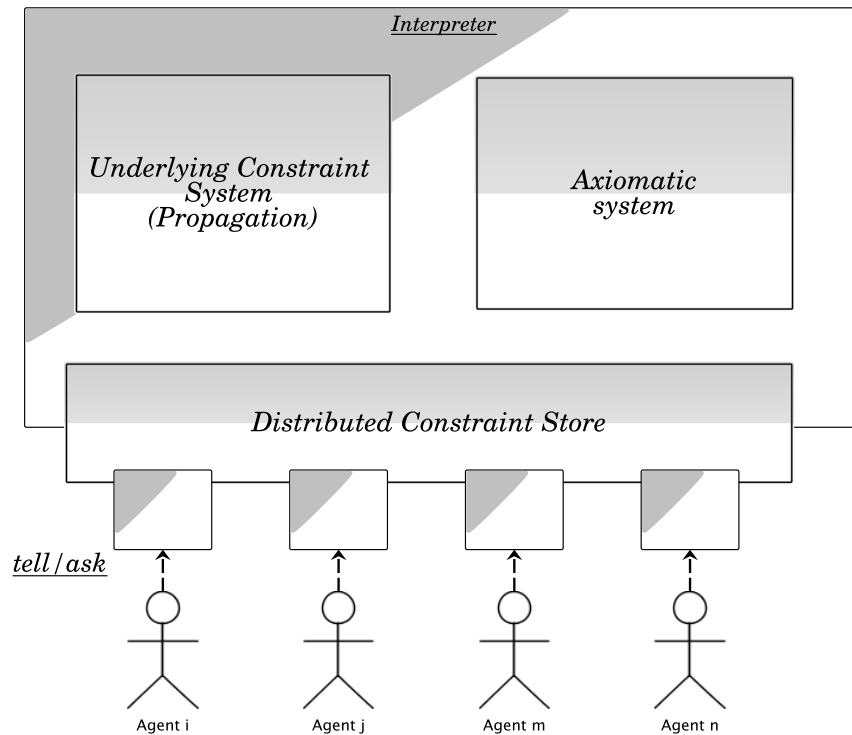 Interpreter
Underlying Constraint
System
(Propagation)
Axiomatic
system
Distributed Constraint Store
tell/ask
Agent i
Agent j
Agent m
Agent n